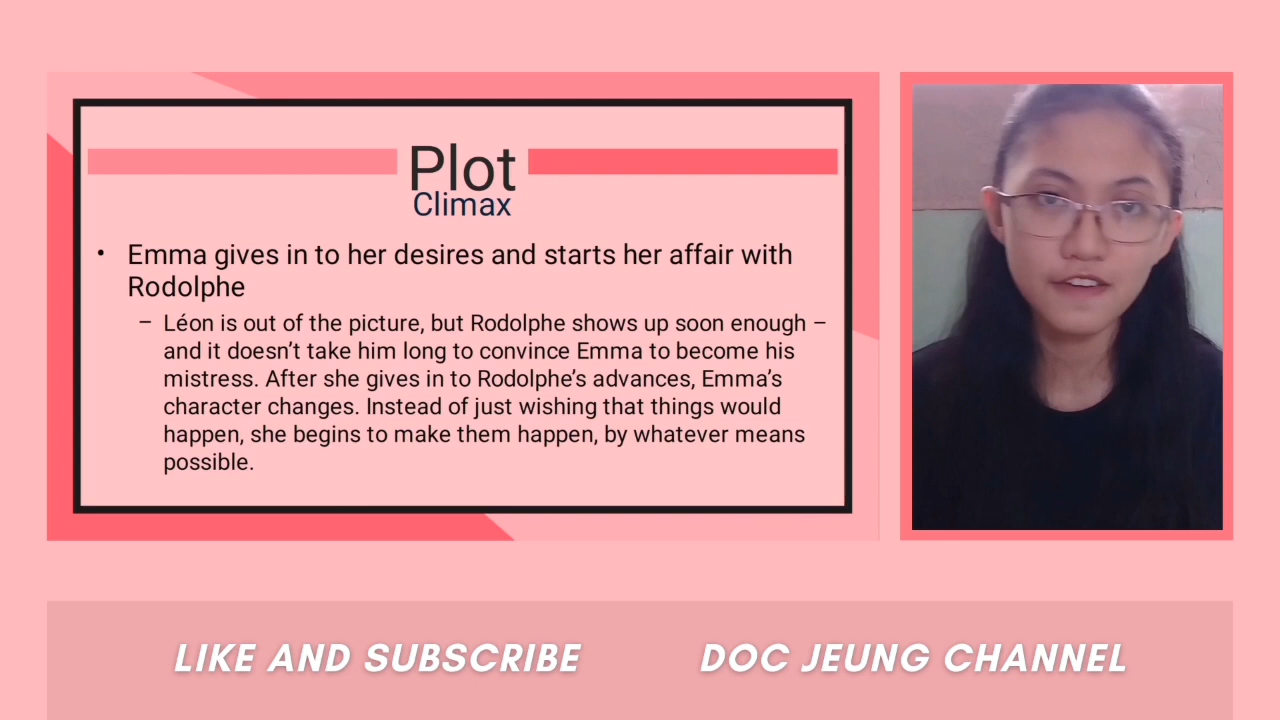 Plot
Climax
• Emma gives in to her desires and starts her affair with
Rodolphe
– Léon is out of the picture, but Rodolphe shows up soon enough –
and it doesn’t take him long to convince Emma to become his
mistress. After she gives in to Rodolphe’s advances, Emma’s
character changes. Instead of just wishing that things would
happen, she begins to make them happen, by whatever means
possible.
LIKE AND SUBSCRIBE
DOC JEUNG CHANNEL